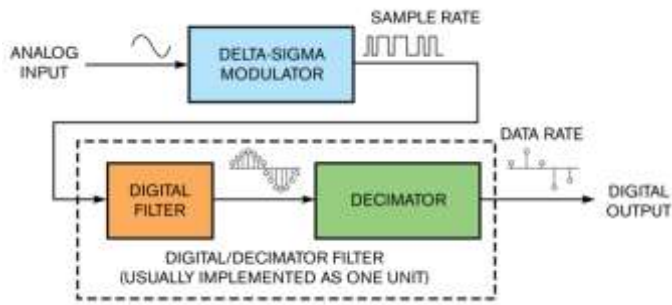 SAMPLE RATE
ANALOG
INPUT
DELTA-SIGMA
MODULATOR
DATA RATE
DIGITAL
FILTER
DECIMATOR
DIGITAL
OUTPUT
DIGITAL/DECIMATOR FILTER
(USUALLY IMPLEMENTED AS ONE UNIT)